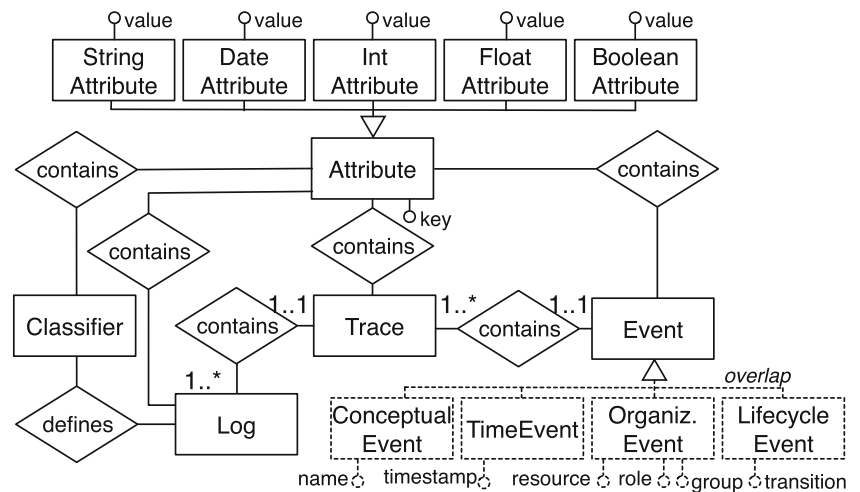 value value value value value
String Attribute
Date Attribute
Int Attribute
Float Attribute
Boolean Attribute
contains
Attribute
contains
key
contains
contains
Classifier
contains
1..1
Trace
1..*
contains
1..1
Event
1..*
overlap
defines
Log
Conceptual Event
TimeEvent
Organiz. Event
Lifecycle Event
name
timestamp
resource
role
group
transition